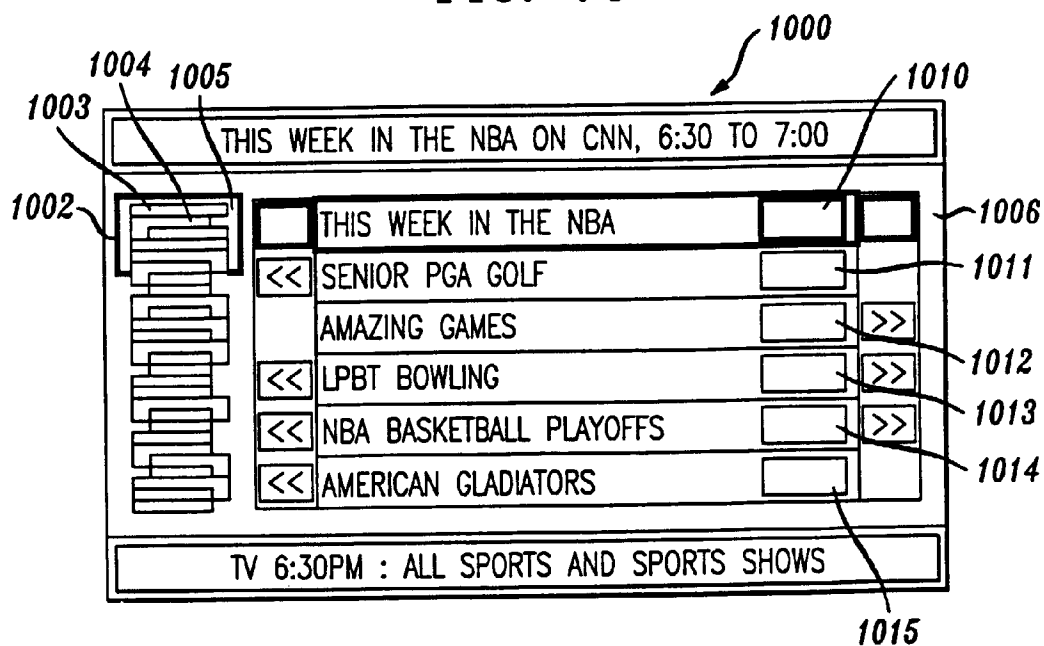 1000
1004
1005
1010
1003
THIS WEEK IN THE NBA ON CNN, 6:30 TO 7:00
1002
THIS WEEK IN THE NBA
1006
<< SENIOR PGA GOLF
1011
AMAZING GAMES >>
1012
<< LPBT BOWLING >>
1013
<< NBA BASKETBALL PLAYOFFS >>
1014
<< AMERICAN GLADIATORS
TV 6:30PM : ALL SPORTS AND SPORTS SHOWS
1015